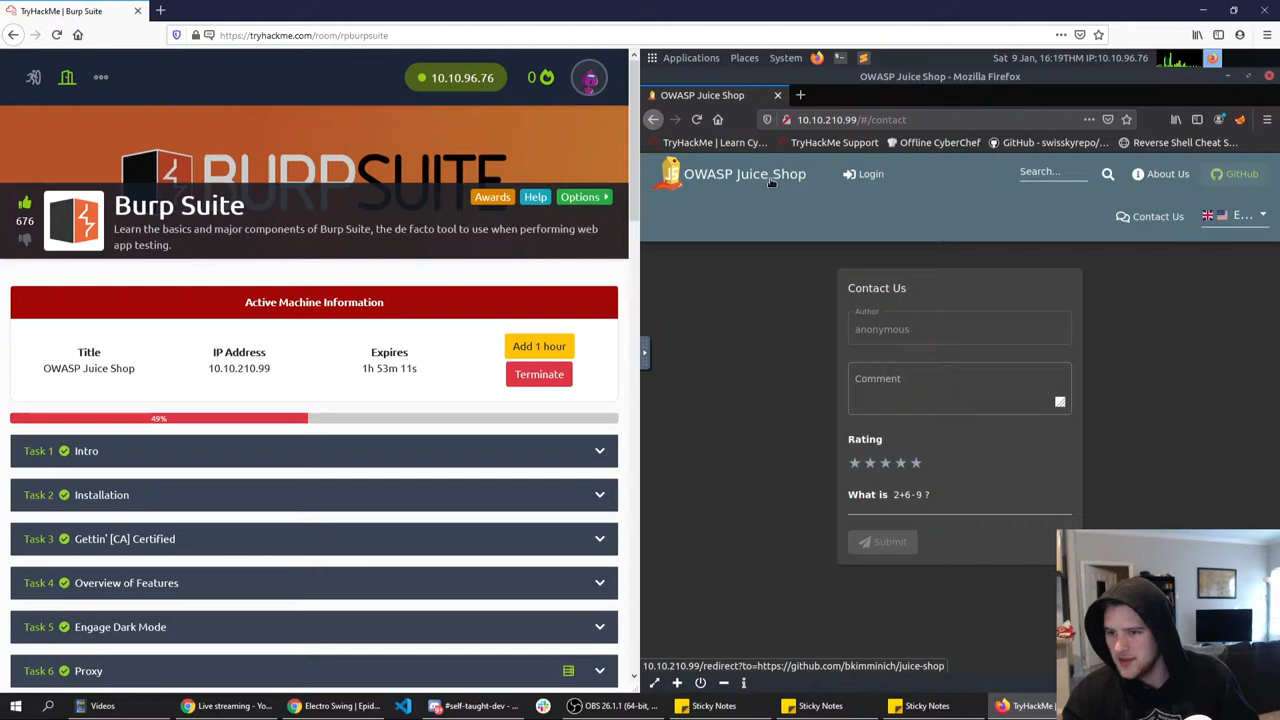 TryHackMe | Burp Suite
https://tryhackme.com/room/rpburpsuite
10.10.96.76
0
BURPSUITE
676
Burp Suite
Awards
Help
Options
Learn the basics and major components of Burp Suite, the de facto tool to use when performing web
app testing.
Active Machine Information
Title
IP Address
Expires
Add 1 hour
OWASP Juice Shop
10.10.210.99
1h 53m 11s
Terminate
49%
Task 1 Intro
Task 2 Installation
Task 3 Gettin' [CA] Certified
Task 4 Overview of Features
Task 5 Engage Dark Mode
Task 6 Proxy
Applications Places System
Sat 9 Jan, 16:19 THM IP:10.10.96.76
OWASP Juice Shop - Mozilla Firefox
OWASP Juice Shop
10.10.210.99/#/contact
TryHackMe | Learn Cy... TryHackMe Support Offline CyberChef GitHub - swisskyrepo/... Reverse Shell Cheat S...
JS
OWASP Juice Shop
Login
Search...
About Us
GitHub
Contact Us
E...
Contact Us
Author
anonymous
Comment
Rating
What is 2+6-9 ?
Submit
10.10.210.99/redirect?to=https://github.com/bkimminich/juice-shop
Videos
Live streaming - Yo...
Electro Swing | Epid...
#self-taught-dev - ...
OBS 26.1.1 (64-bit, ...
Sticky Notes
Sticky Notes
Sticky Notes
TryHackMe